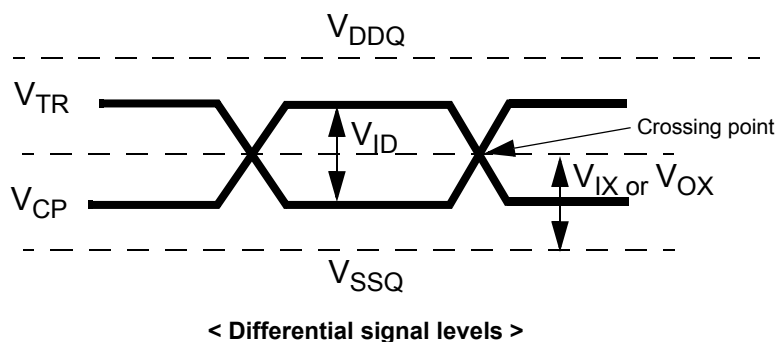 VDDQ
VTR
VID
Crossing point
VIX or VOX
VCP
VSSQ
< Differential signal levels >